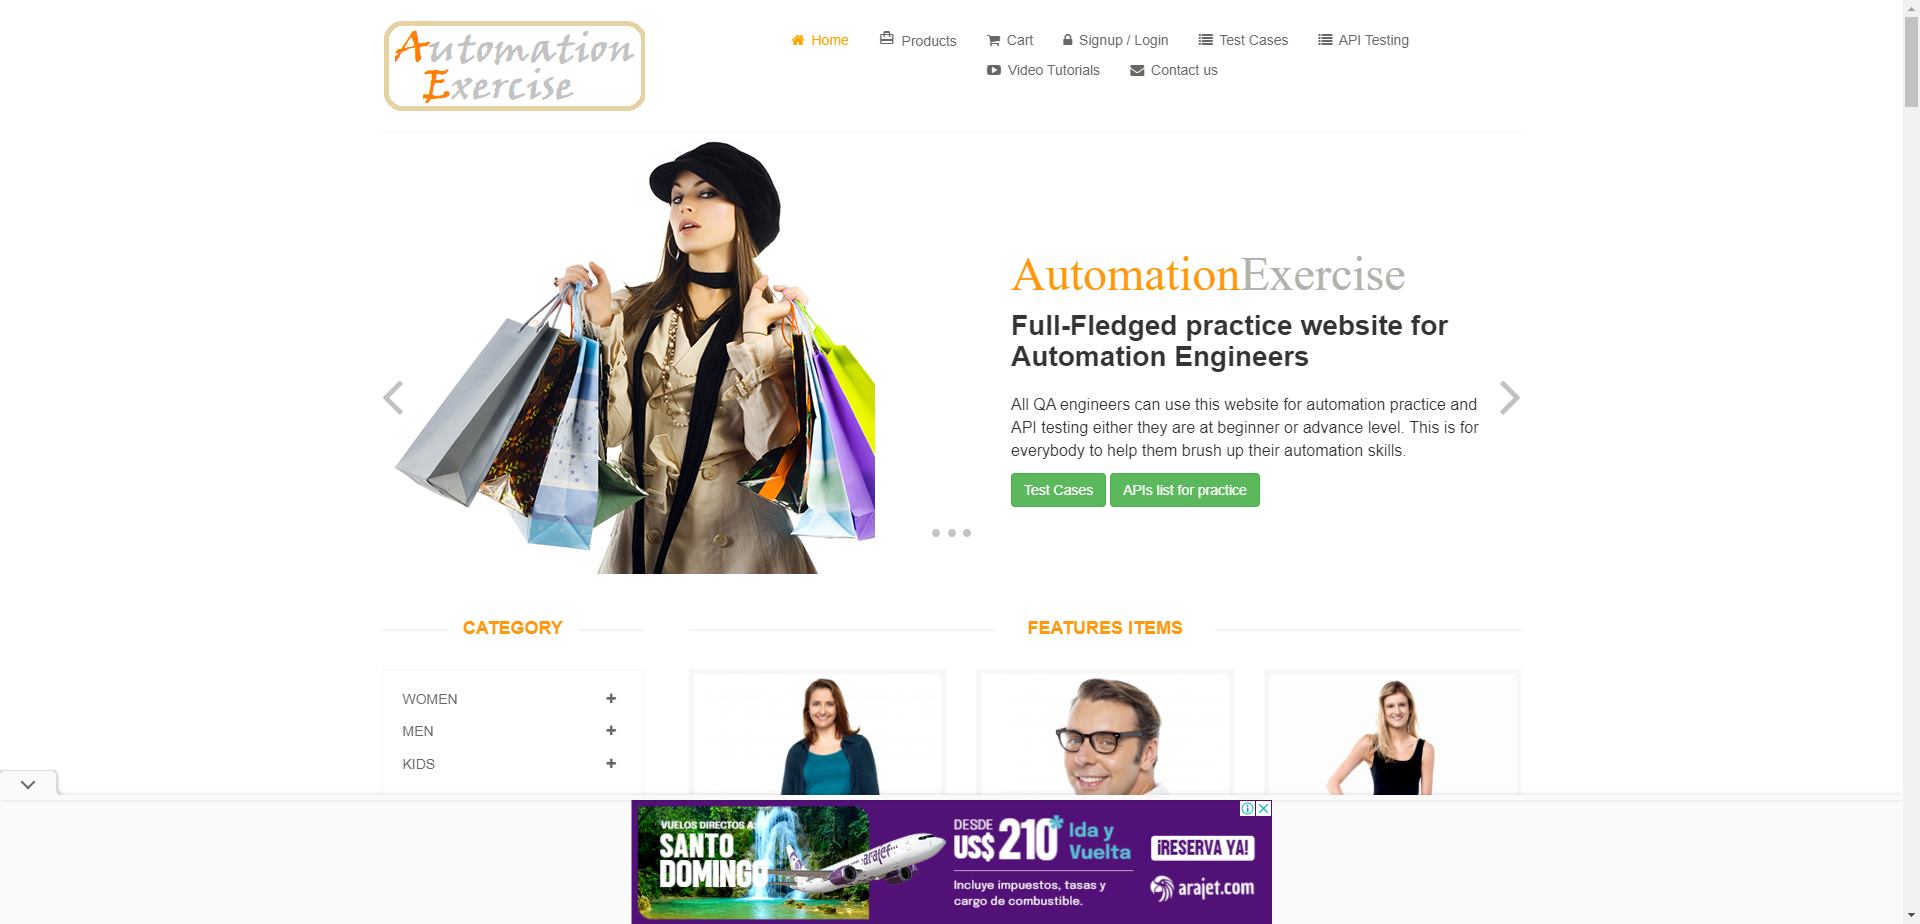 Automation
Exercise
Home
Products
Cart
Signup / Login
Test Cases
API Testing
Video Tutorials
Contact us
AutomationExercise
Full-Fledged practice website for
Automation Engineers
All QA engineers can use this website for automation practice and
API testing either they are at beginner or advance level. This is for
everybody to help them brush up their automation skills.
Test Cases
APIs list for practice
CATEGORY
FEATURES ITEMS
WOMEN
MEN
KIDS
VUELOS DIRECTOS A:
SANTO
DOMINGO
arajet
DESDE
US$ 210*
Ida y
Vuelta
Incluye impuestos, tasas y
cargo de combustible.
¡RESERVA YA!
arajet.com